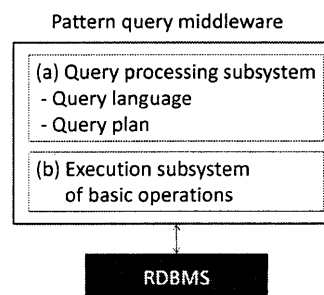 Pattern query middleware
(a) Query processing subsystem
- Query language
- Query plan
(b) Execution subsystem
of basic operations
RDBMS